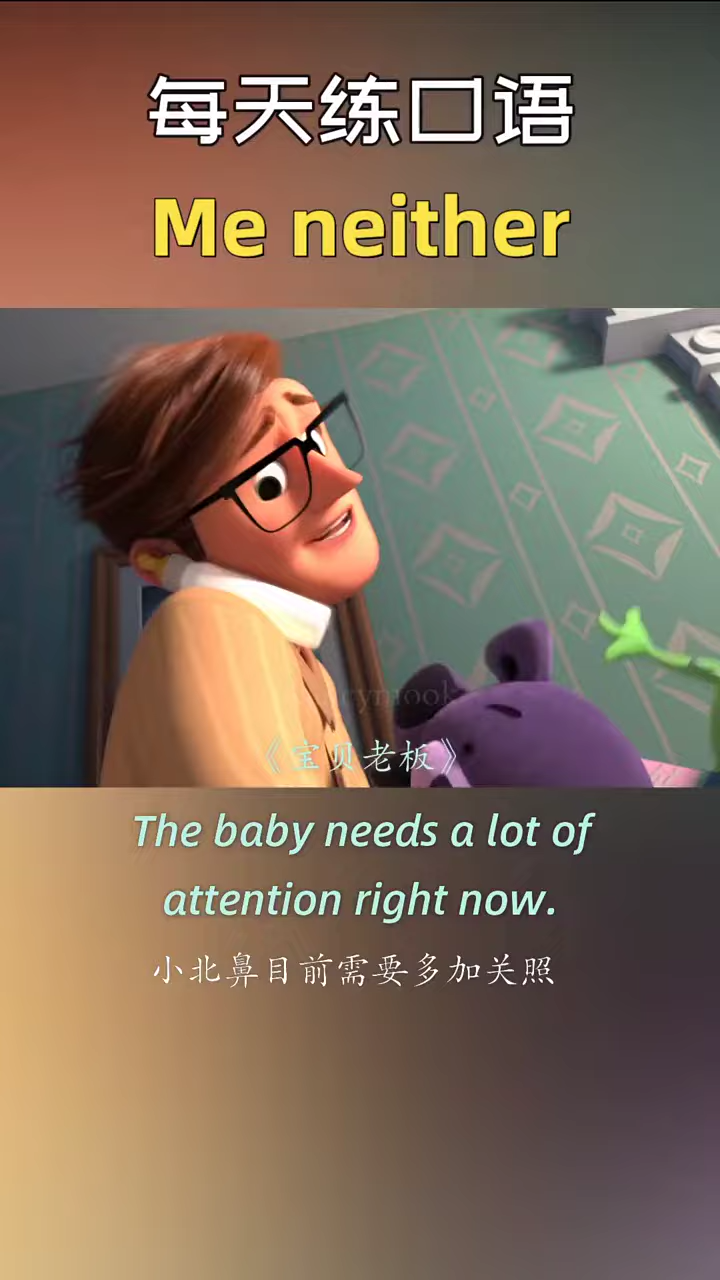 每天练口语
Me neither
《宝贝老板》
The baby needs a lot of
attention right now.
小北鼻目前需要多加关照